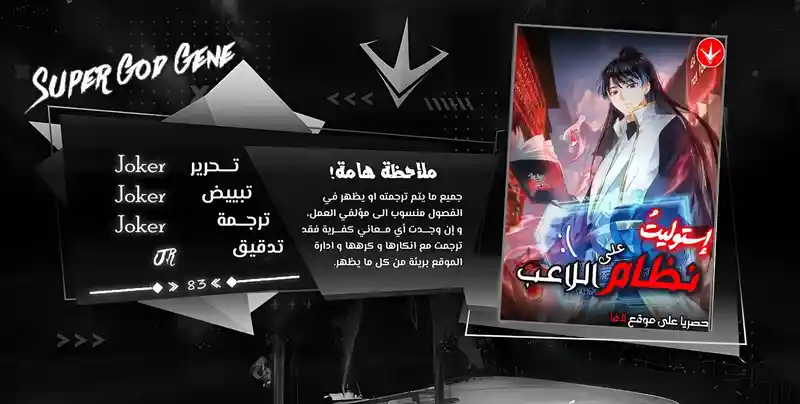 SUPER GOD GENE
تـحرير Joker
تبييض Joker
ترجمة Joker
تدقيق JR
83
ملاحظة هامة!
جميع ما يتم ترجمته او يظهر في
الفصول منسوب الى مؤلفي العمل،
و إن وجدت أي معاني كفرية فقد
ترجمت مع انكارها و كرهها و ادارة
الموقع بريئة من كل ما يظهر.
إستوليتُ
على
نظام اللاعب
حصريا على موقع لافا